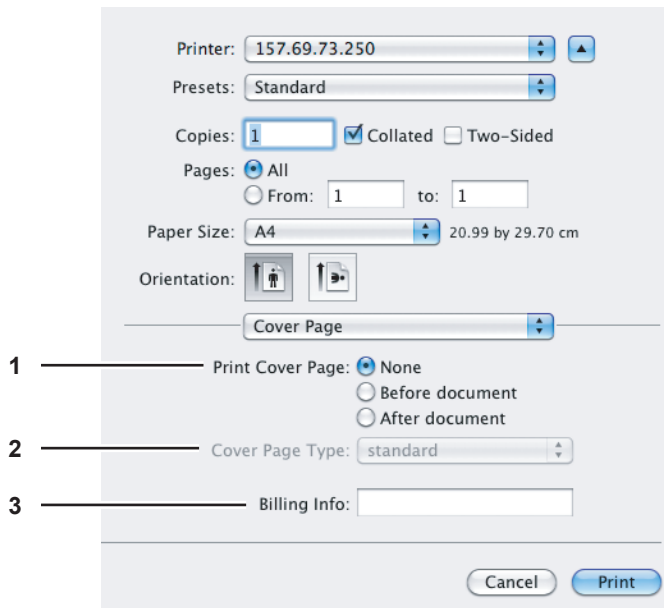 Printer: 157.69.73.250
Presets: Standard
Copies: 1 Collated Two-Sided
Pages: All
From: 1 to: 1
Paper Size: A4 20.99 by 29.70 cm
Orientation:
Cover Page
1 Print Cover Page: None
Before document
After document
2 Cover Page Type: standard
3 Billing Info:
Cancel Print